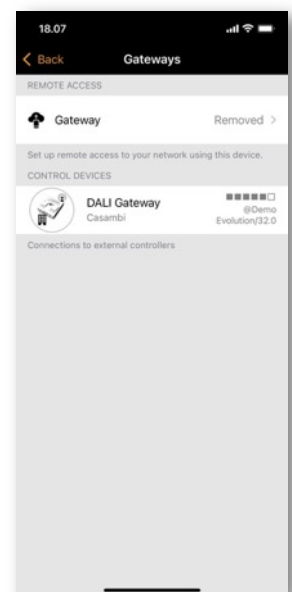 18.07
Back Gateways
REMOTE ACCESS
Gateway Removed
Set up remote access to your network using this device.
CONTROL DEVICES
DALI Gateway
Casambi
@Demo
Evolution/32.0
Connections to external controllers